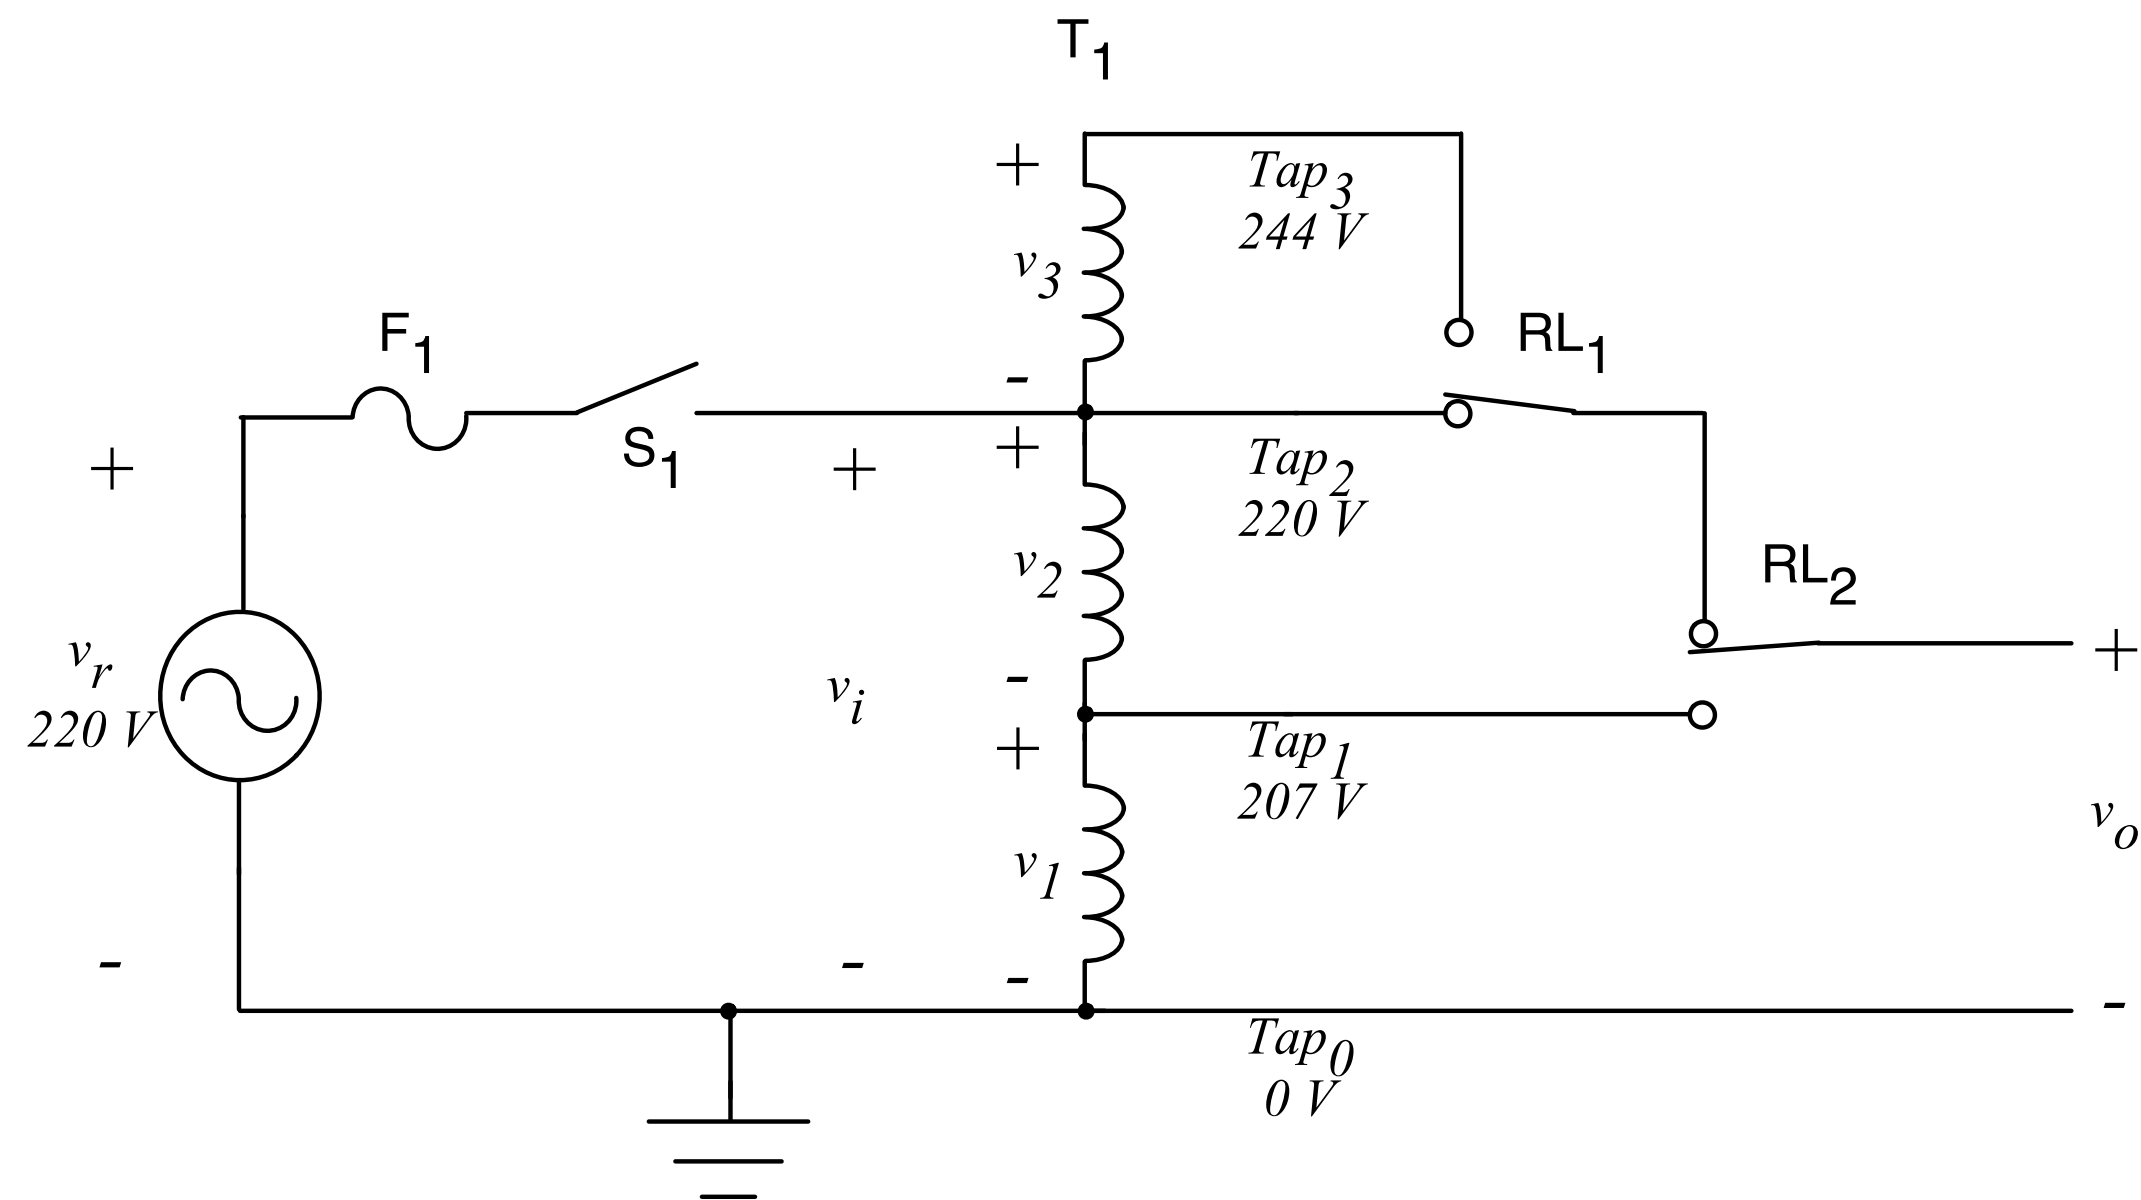 T1
+
Tap3
244 V
v3
F1
RL1
-
S1
+
+
+
Tap2
220 V
RL2
v2
vr
220 V
vi
-
+
+
Tap1
207 V
vo
v1
-
-
-
-
Tap0
0 V